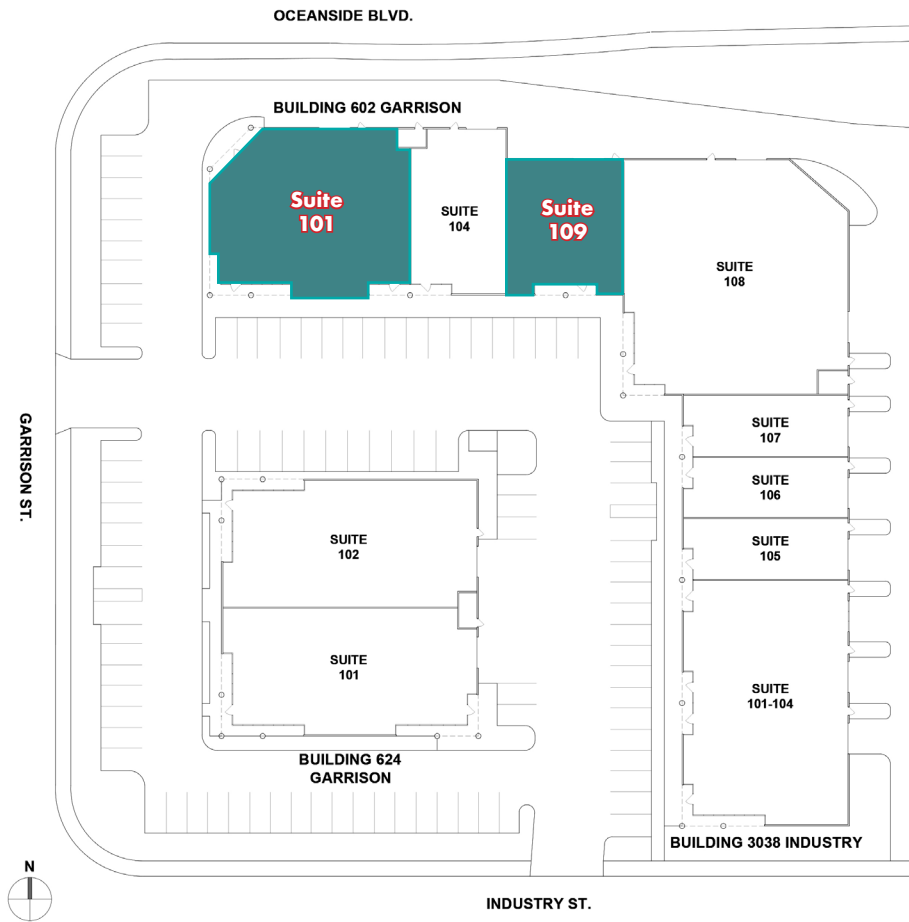 OCEANSIDE BLVD.
BUILDING 602 GARRISON
Suite
101
SUITE
104
Suite
109
SUITE
108
GARRISON ST.
SUITE
107
SUITE
106
SUITE
105
SUITE
102
SUITE
101
SUITE
101-104
BUILDING 624
GARRISON
BUILDING 3038 INDUSTRY
N
INDUSTRY ST.